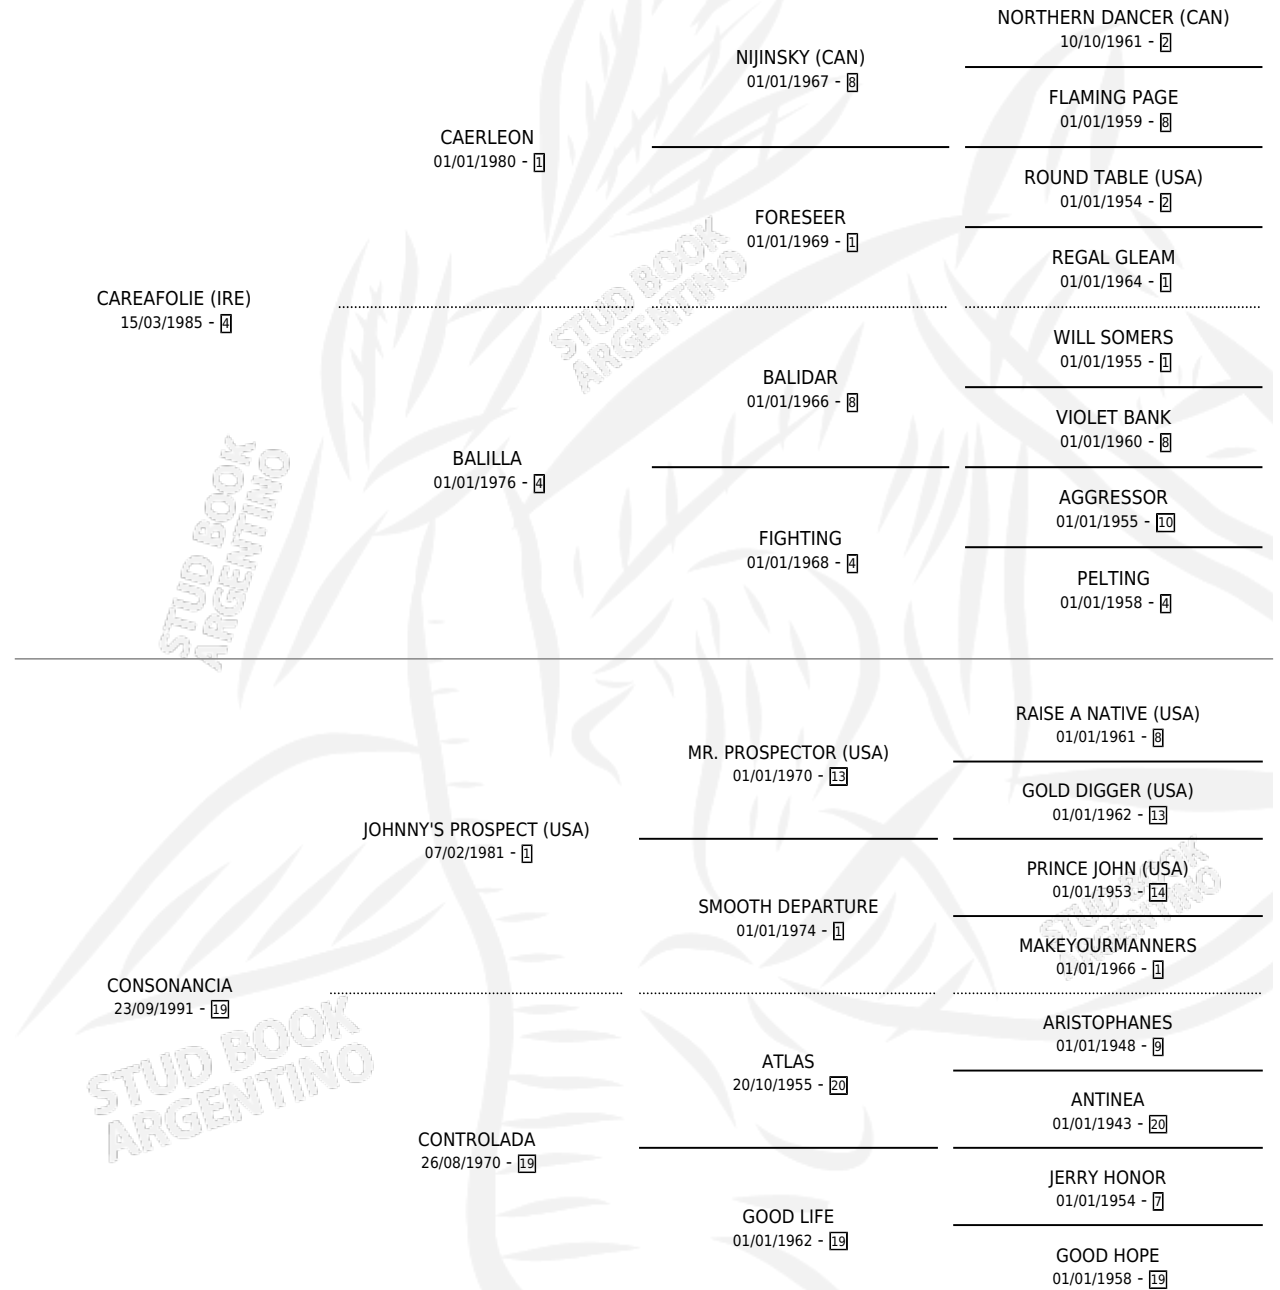 NORTHERN DANCER (CAN)
10/10/1961 - 2
NIJINSKY (CAN)
01/01/1967 - 8
FLAMING PAGE
01/01/1959 - 8
CAERLEON
01/01/1980 - 1
ROUND TABLE (USA)
01/01/1954 - 2
FORESEER
01/01/1969 - 1
REGAL GLEAM
01/01/1964 - 1
CAREAFOLIE (IRE)
15/03/1985 - 4
WILL SOMERS
01/01/1955 - 1
BALIDAR
01/01/1966 - 8
VIOLET BANK
01/01/1960 - 8
BALILLA
01/01/1976 - 4
AGGRESSOR
01/01/1955 - 10
FIGHTING
01/01/1968 - 4
PELTING
01/01/1958 - 4
STUD BOOK
ARGENTINO
STUD BOOK
ARGENTINO
RAISE A NATIVE (USA)
01/01/1961 - 8
MR. PROSPECTOR (USA)
01/01/1970 - 13
GOLD DIGGER (USA)
01/01/1962 - 13
JOHNNY'S PROSPECT (USA)
07/02/1981 - 1
PRINCE JOHN (USA)
01/01/1953 - 14
SMOOTH DEPARTURE
01/01/1974 - 1
MAKEYOURMANNERS
01/01/1966 - 1
STUD BOOK
ARGENTINO
CONSONANCIA
23/09/1991 - 19
ARISTOPHANES
01/01/1948 - 9
ATLAS
20/10/1955 - 20
ANTINEA
01/01/1943 - 20
CONTROLADA
26/08/1970 - 19
JERRY HONOR
01/01/1954 - 7
GOOD LIFE
01/01/1962 - 19
GOOD HOPE
01/01/1958 - 19
STUD BOOK
ARGENTINO